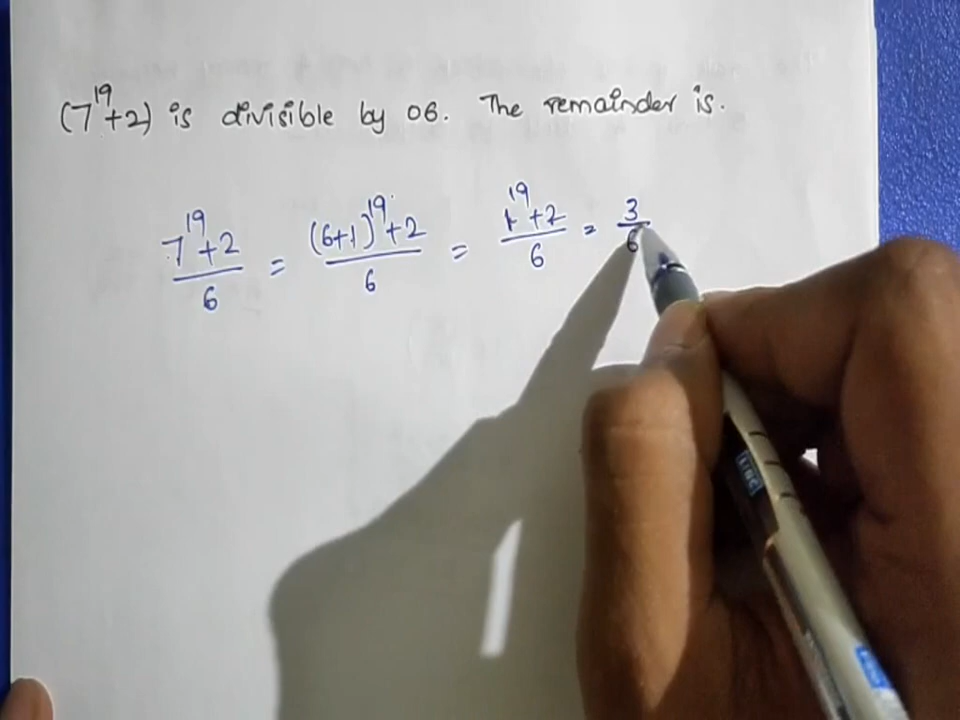 (7^19+2) is divisible by 06. The remainder is.
(7^19+2)/6 = ((6+1)^19+2)/6 = (1^19+2)/6 = 3/6